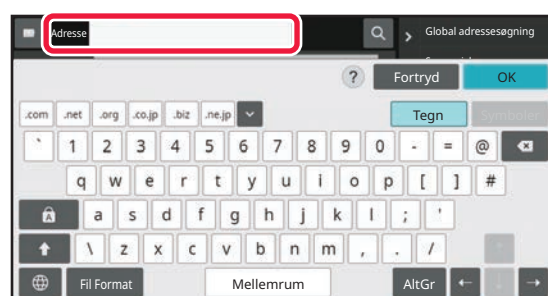 Adresse
Global adressesøgning
? Fortryd OK
.com .net .org .co.jp .biz .ne.jp Tegn Symboler
` 1 2 3 4 5 6 7 8 9 0 - = @
q w e r t y u i o p [ ] #
a s d f g h j k l ; '
\ z x c v b n m , . /
Fil Format Mellemrum AltGr